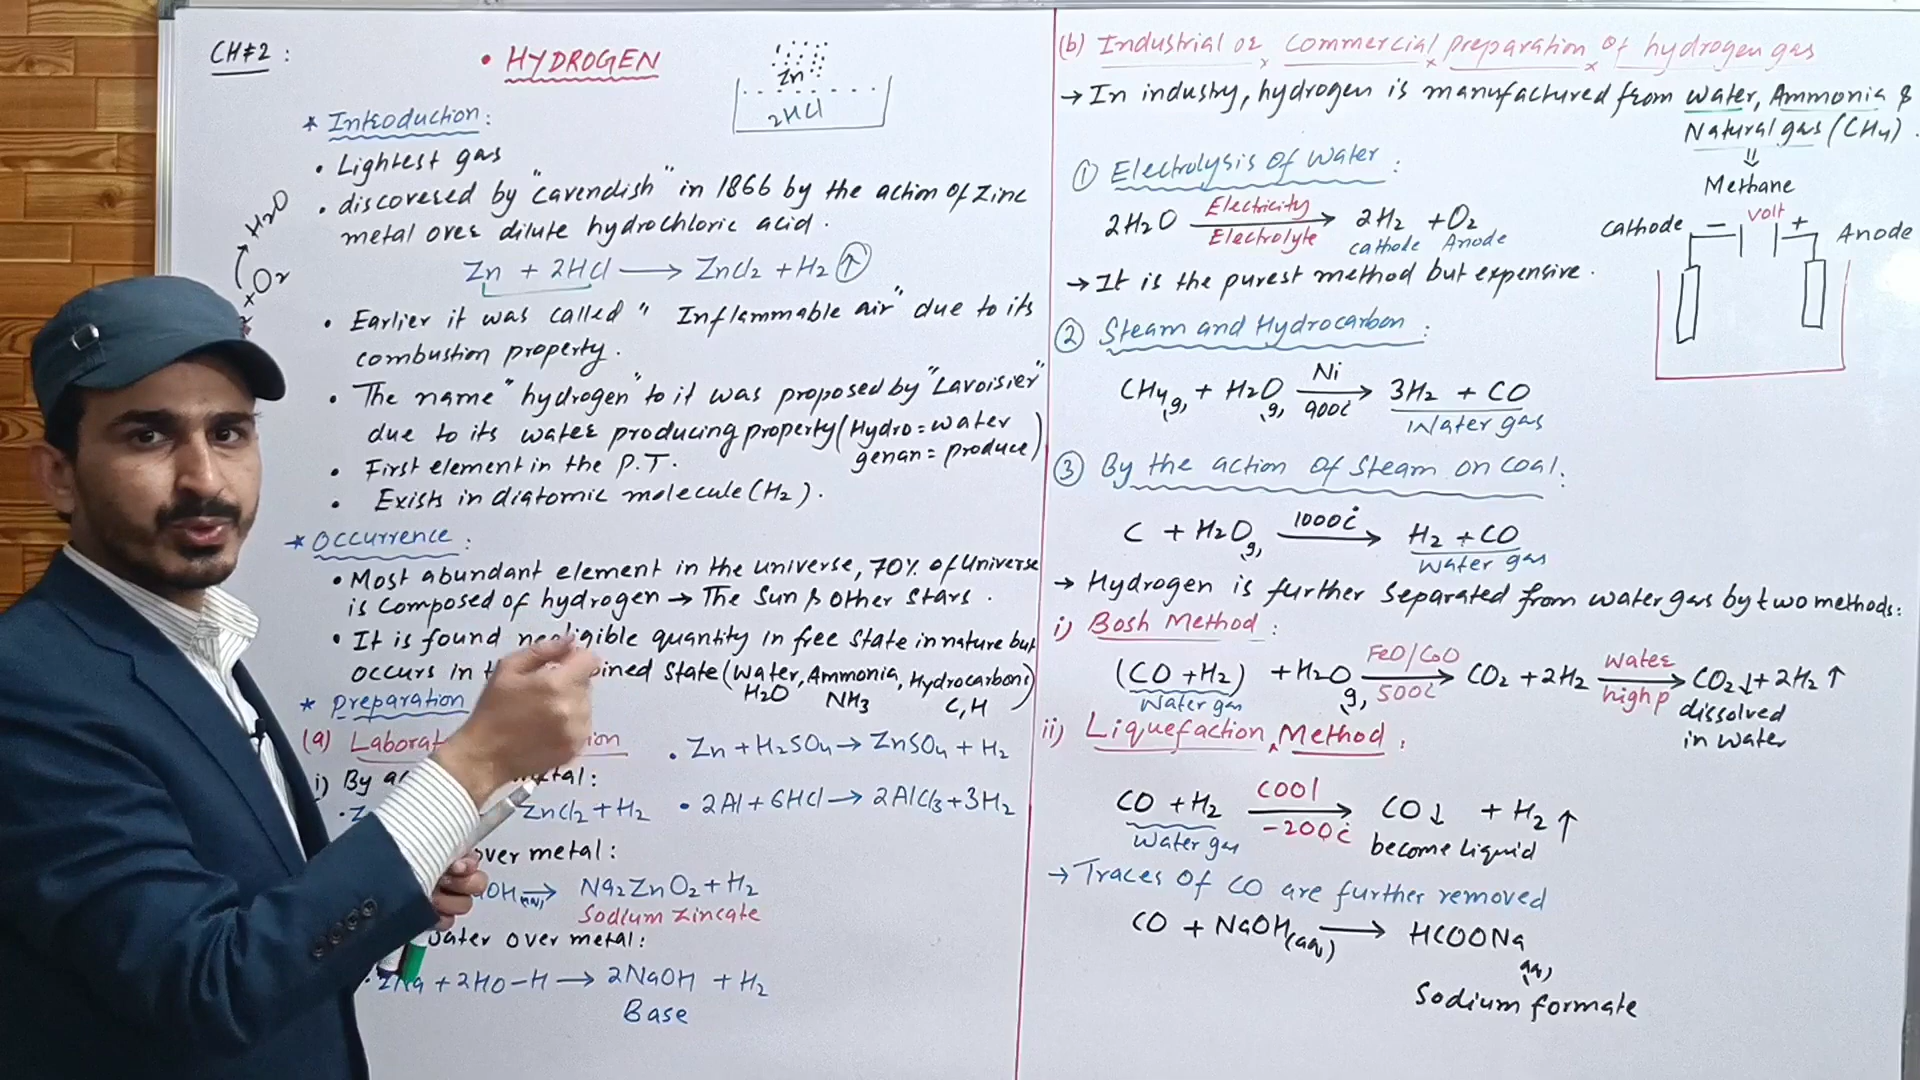 CH#2:
• HYDROGEN
Zn
2HCl
* Introduction:
• Lightest gas
• discovered by "Cavendish" in 1866 by the action of Zinc
metal over dilute hydrochloric acid.
Zn + 2HCl → ZnCl2 + H2 ↑
+ O2 → H2O
• Earlier it was called " Inflammable air" due to its
combustion property.
• The name "hydrogen" to it was proposed by "Lavoisier"
due to its water producing property (Hydro = water
genan = produce)
• First element in the P.T.
• Exists in diatomic molecule (H2).
* Occurrence:
• Most abundant element in the universe, 70% of Universe
is composed of hydrogen → The Sun & other stars.
• It is found negligible quantity in free state in nature but
occurs in State (Water, Ammonia, Hydrocarbons)
H2O NH3 C, H
* preparation
(a)
i) By
ZnCl2 + H2
• Zn + H2SO4 → ZnSO4 + H2
• 2Al + 6HCl → 2AlCl3 + 3H2
over metal:
OH(aq) → Na2ZnO2 + H2
Sodium Zincate
water over metal:
• 2Na + 2HO-H → 2NaOH + H2
Base
(b) Industrial or Commercial preparation of hydrogen gas
→ In industry, hydrogen is manufactured from water, Ammonia &
Natural gas (CH4).
⇓
Methane
① Electrolysis of Water:
2H2O Electricity → Electrolyte 2H2 + O2
cathode Anode
→ It is the purest method but expensive.
Cathode - volt + Anode
② Steam and Hydrocarbon:
CH4(g) + H2O(g) Ni → 900c 3H2 + CO
Water gas
③ By the action of Steam on Coal:
C + H2O(g) 1000c → H2 + CO
Water gas
→ Hydrogen is further separated from water gas by two methods:
i) Bosh Method:
(CO + H2) + H2O(g) FeO/CoO → 500c CO2 + 2H2 water → high p CO2↓ + 2H2↑
Water gas
dissolved
in water
ii) Liquefaction Method:
CO + H2 cool → -200c CO↓ + H2↑
Water gas become liquid
→ Traces of CO are further removed
CO + NaOH(aq) → HCOONa(aq)
Sodium formate